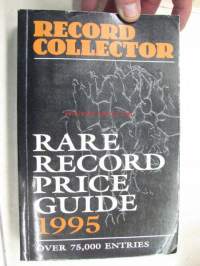 RECORD
COLLECTOR
RARE
RECORD
PRICE
GUIDE
1995
OVER 75,000 ENTRIES